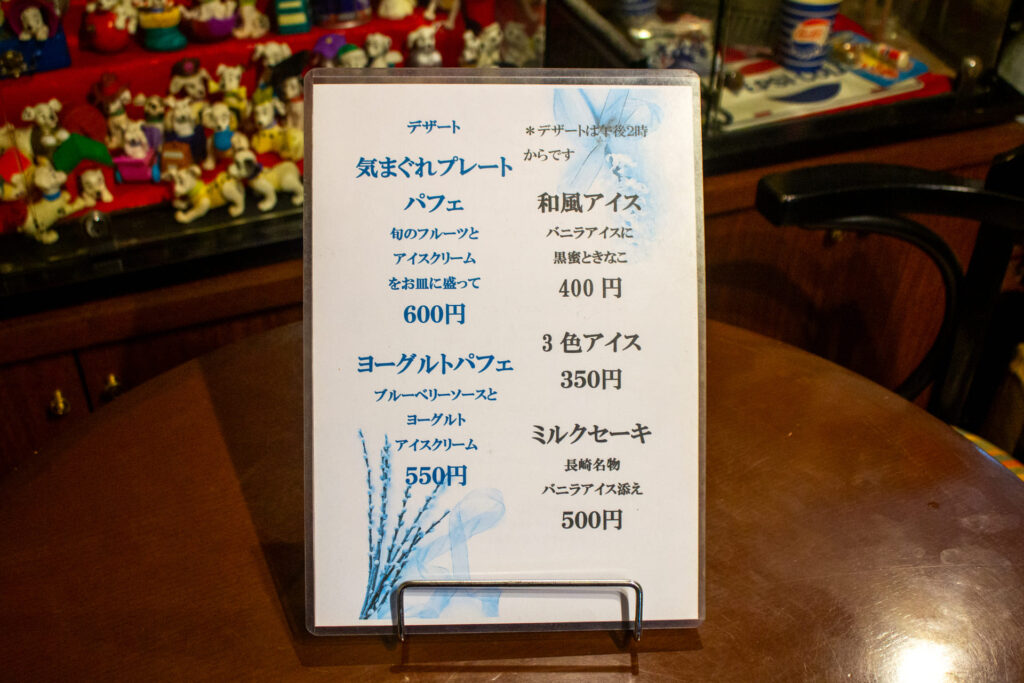 デザート
気まぐれプレート
パフェ
旬のフルーツと
アイスクリーム
をお皿に盛って
600円
ヨーグルトパフェ
ブルーベリーソースと
ヨーグルト
アイスクリーム
550円
＊デザートは午後2時
からです
和風アイス
バニラアイスに
黒蜜ときなこ
400円
3色アイス
350円
ミルクセーキ
長崎名物
バニラアイス添え
500円